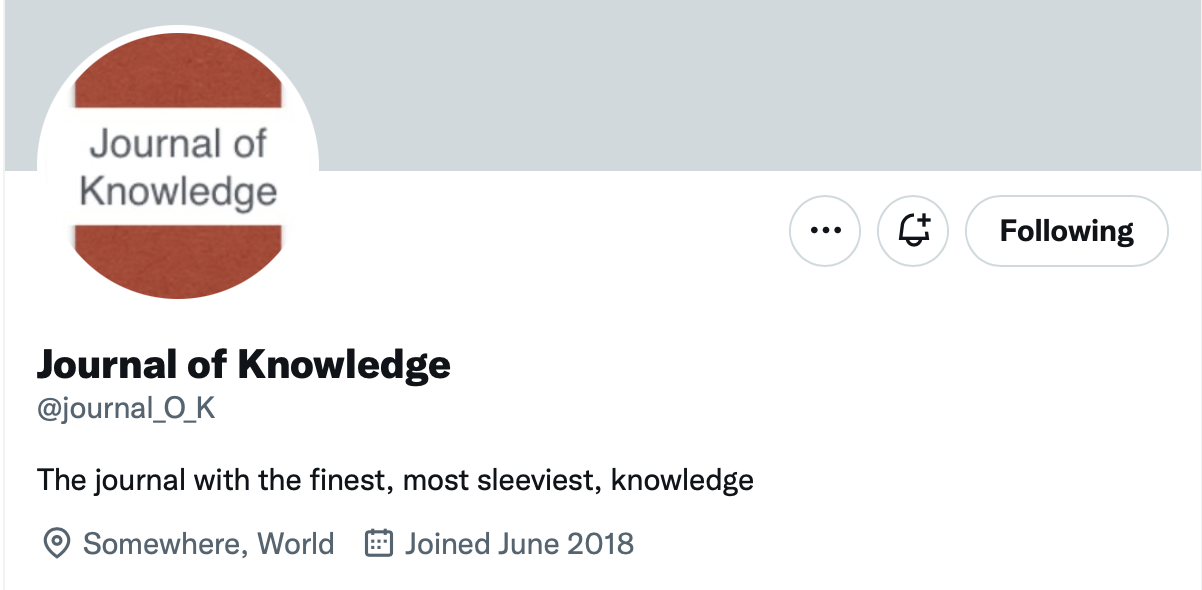 Journal of
Knowledge
Following
Journal of Knowledge
@journal_O_K
The journal with the finest, most sleeviest, knowledge
Somewhere, World Joined June 2018